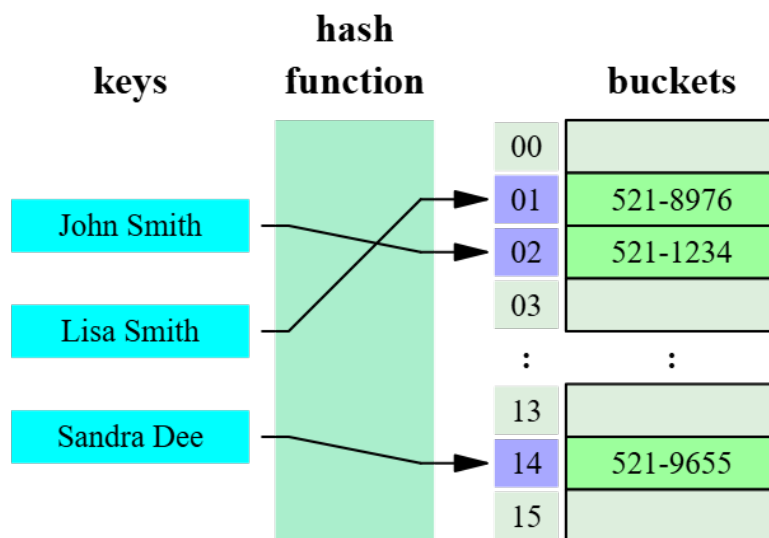 keys
hash
function
buckets
John Smith
Lisa Smith
Sandra Dee
00
01 521-8976
02 521-1234
03
: :
13
14 521-9655
15